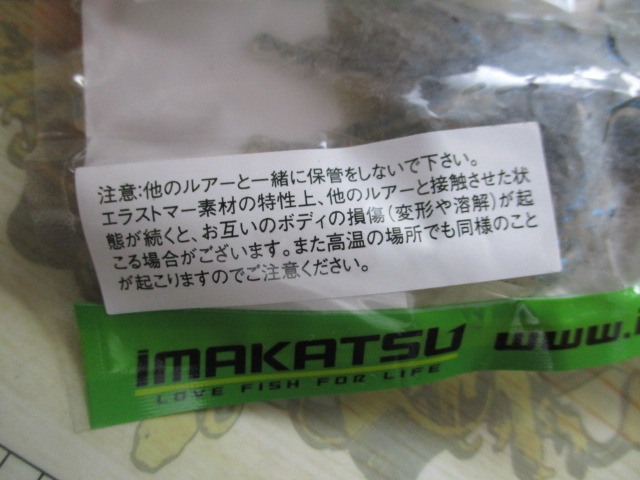 注意:他のルアーと一緒に保管をしないで下さい。
エラストマー素材の特性上、他のルアーと接触させた状
態が続くと、お互いのボディの損傷(変形や溶解)が起
こる場合がございます。また高温の場所でも同様のこと
が起こりますのでご注意ください。
iMAKATSU www.i
LOVE FISH FOR LIFE